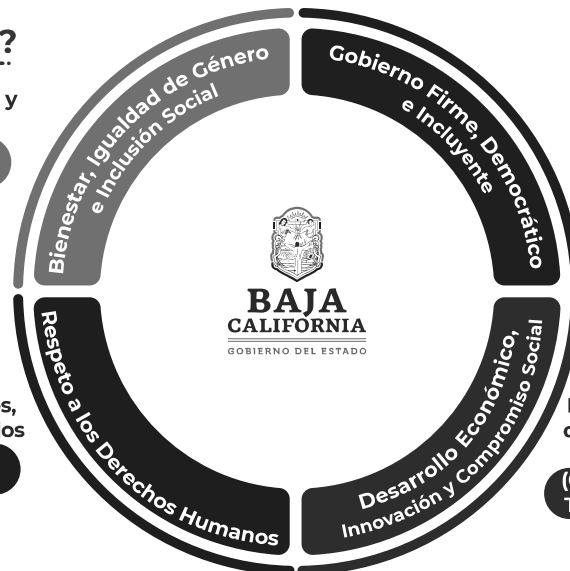 ?
y
Bienestar, Igualdad de Género
e Inclusión Social
Gobierno Firme, Democrático
e Incluyente
BAJA
CALIFORNIA
GOBIERNO DEL ESTADO
Respeto a los Derechos Humanos
Desarrollo Económico,
Innovación y Compromiso Social